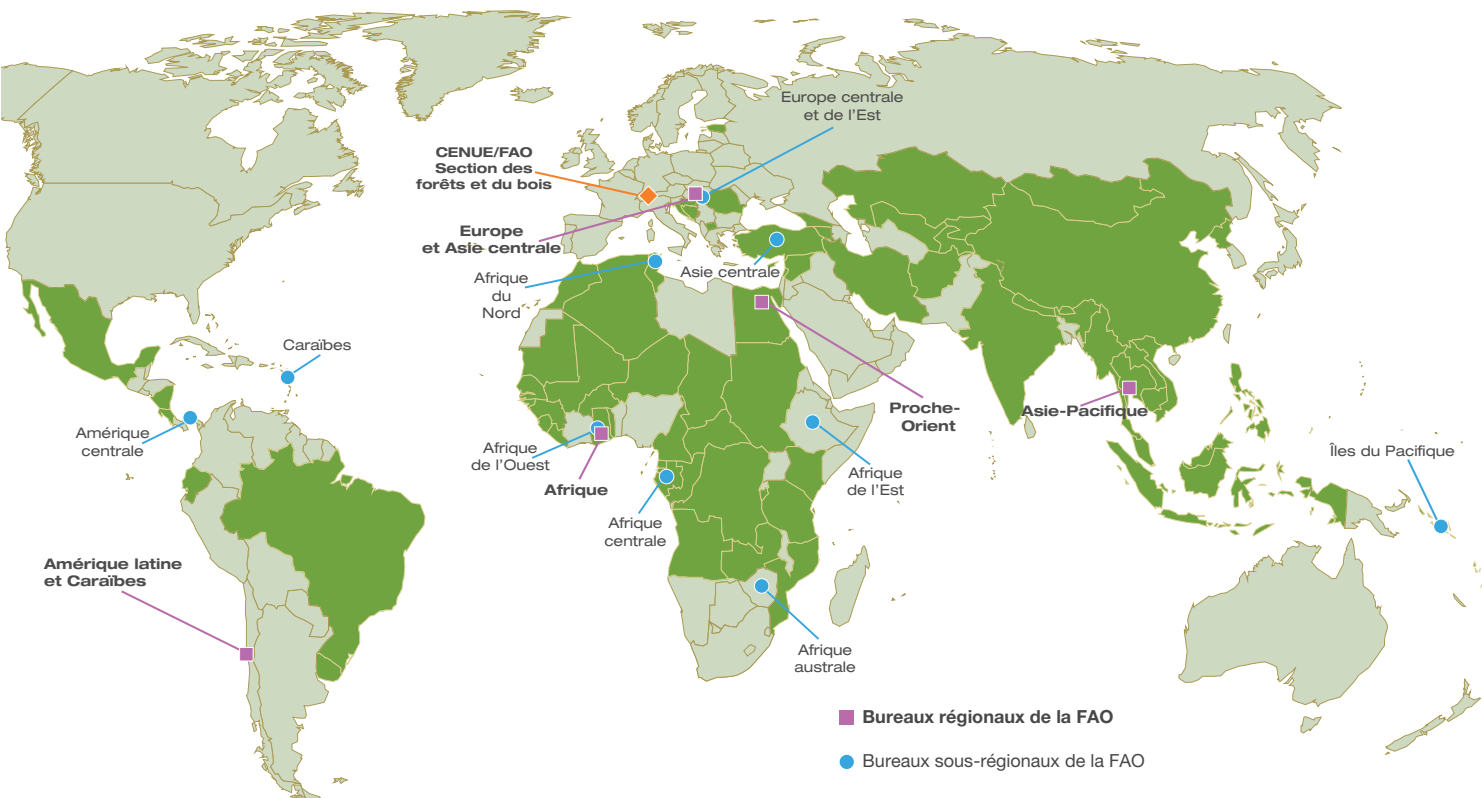 Europe centrale
et de l'Est
CENUE/FAO
Section des
forêts et du bois
Europe
et Asie centrale
Afrique
du
Nord
Asie centrale
Caraïbes
Amérique
centrale
Afrique
de l'Ouest
Afrique
Afrique
centrale
Proche-
Orient
Asie-Pacifique
Afrique
de l'Est
Îles du Pacifique
Amérique latine
et Caraïbes
Afrique
australe
Bureaux régionaux de la FAO
Bureaux sous-régionaux de la FAO